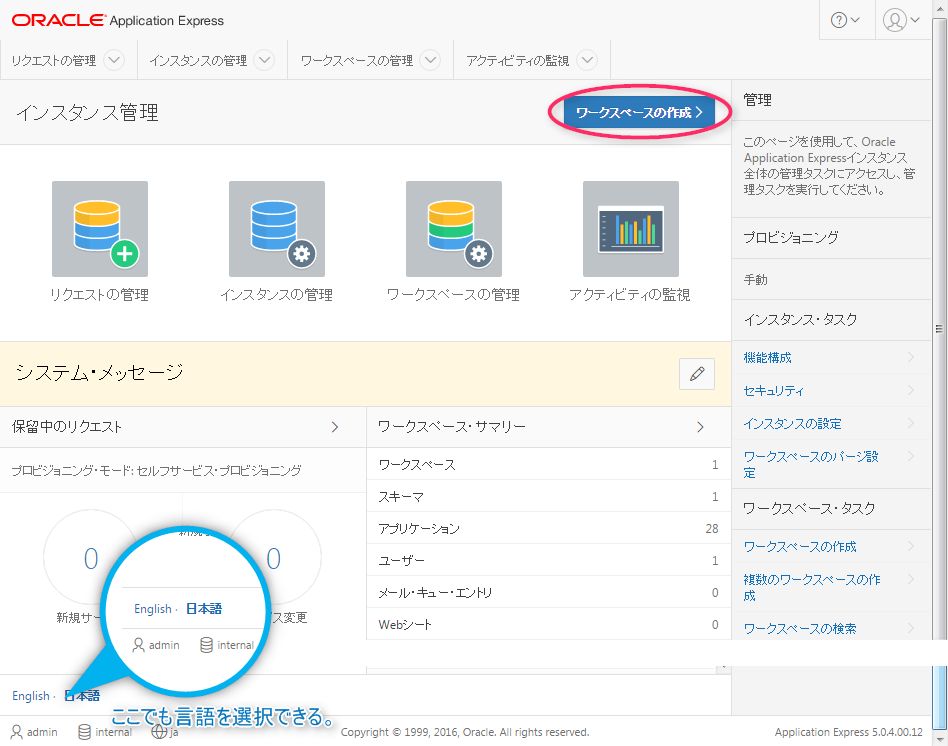 ORACLE Application Express
リクエストの管理
インスタンスの管理
ワークスペースの管理
アクティビティの監視
インスタンス管理
ワークスペースの作成
リクエストの管理
インスタンスの管理
ワークスペースの管理
アクティビティの監視
システム・メッセージ
保留中のリクエスト
プロビジョニング・モード: セルフサービス・プロビジョニング
0
0
新規サー
ス変更
English · 日本語
admin
internal
ワークスペース・サマリー
ワークスペース 1
スキーマ 1
アプリケーション 28
ユーザー 1
メール・キュー・エントリ 0
Webシート 0
管理
このページを使用して、Oracle
Application Expressインスタンス
全体の管理タスクにアクセスし、管
理タスクを実行してください。
プロビジョニング
手動
インスタンス・タスク
機能構成
セキュリティ
インスタンスの設定
ワークスペースのパージ設
定
ワークスペース・タスク
ワークスペースの作成
複数のワークスペースの作
成
ワークスペースの検索
English · 日本語
ここでも言語を選択できる。
admin internal ja
Copyright © 1999, 2016, Oracle. All rights reserved.
Application Express 5.0.4.00.12